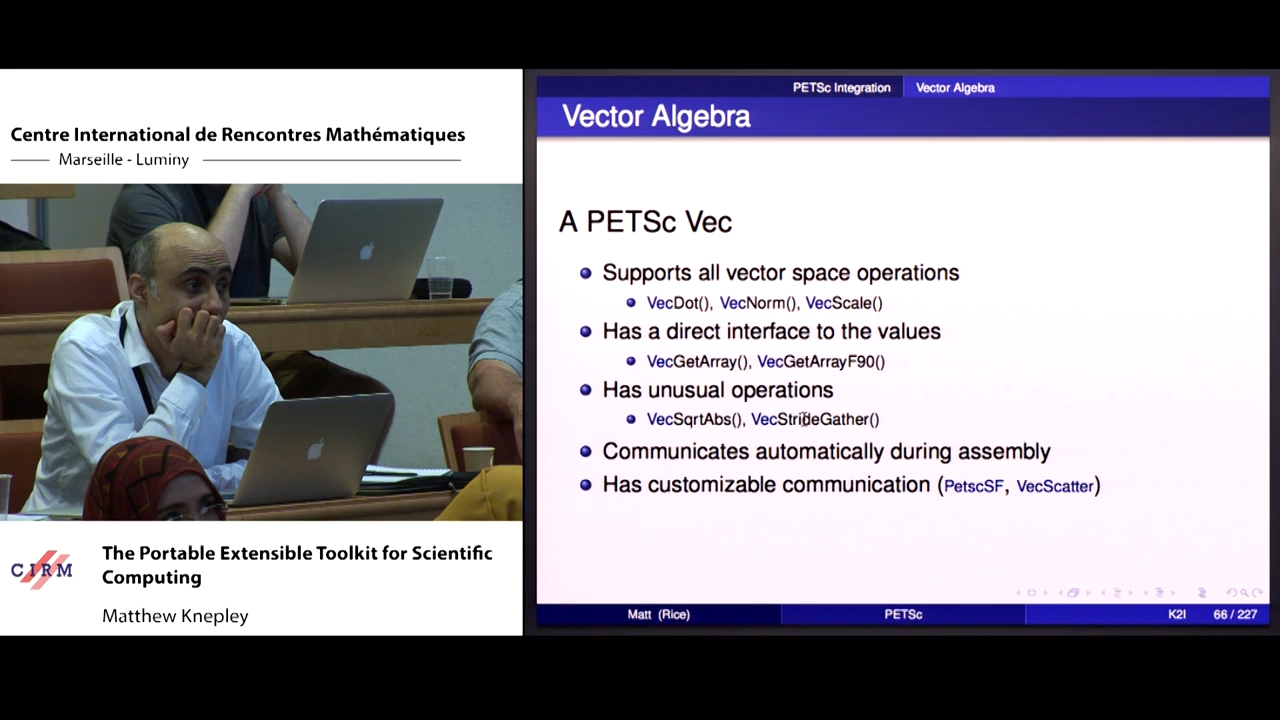 Centre International de Rencontres Mathématiques
Marseille - Luminy
CIRM
The Portable Extensible Toolkit for Scientific
Computing
Matthew Knepley
PETSc Integration
Vector Algebra
Vector Algebra
A PETSc Vec
Supports all vector space operations
VecDot(), VecNorm(), VecScale()
Has a direct interface to the values
VecGetArray(), VecGetArrayF90()
Has unusual operations
VecSqrtAbs(), VecStrideGather()
Communicates automatically during assembly
Has customizable communication (PetscSF, VecScatter)
Matt (Rice)
PETSc
K2I
66 / 227